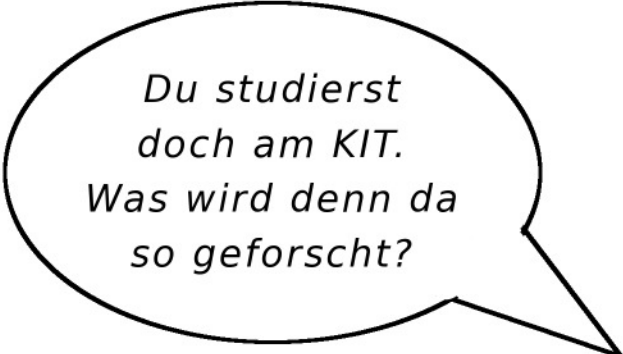 Du studierst
doch am KIT.
Was wird denn da
so geforscht?